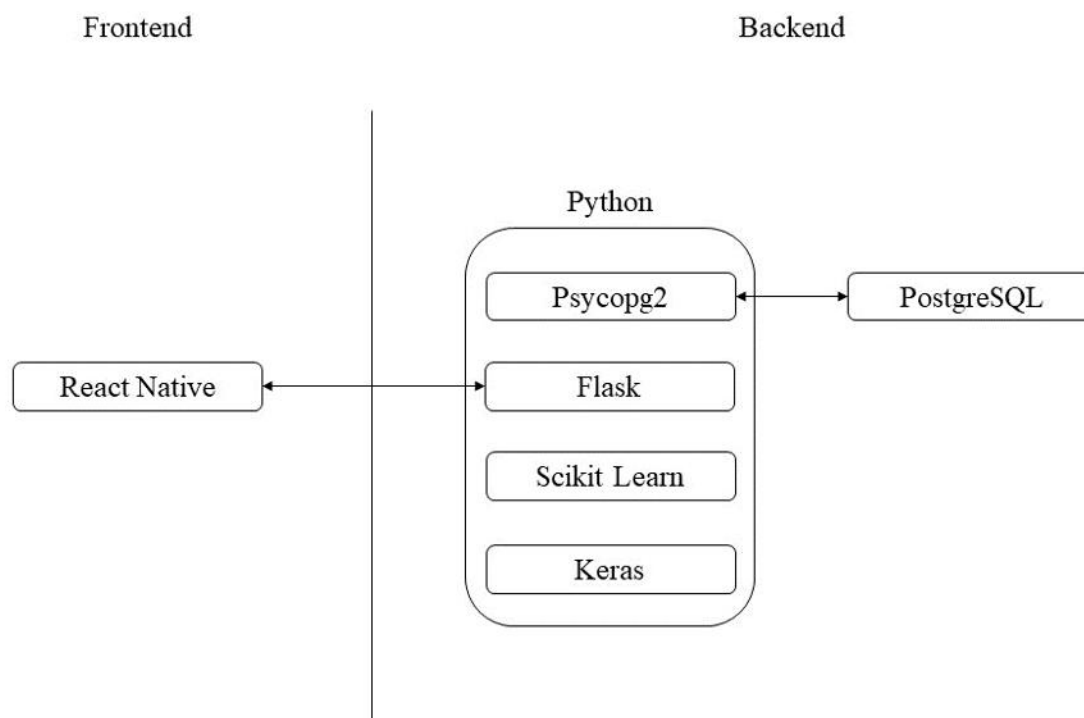 Frontend
Backend
Python
Psycopg2
PostgreSQL
React Native
Flask
Scikit Learn
Keras